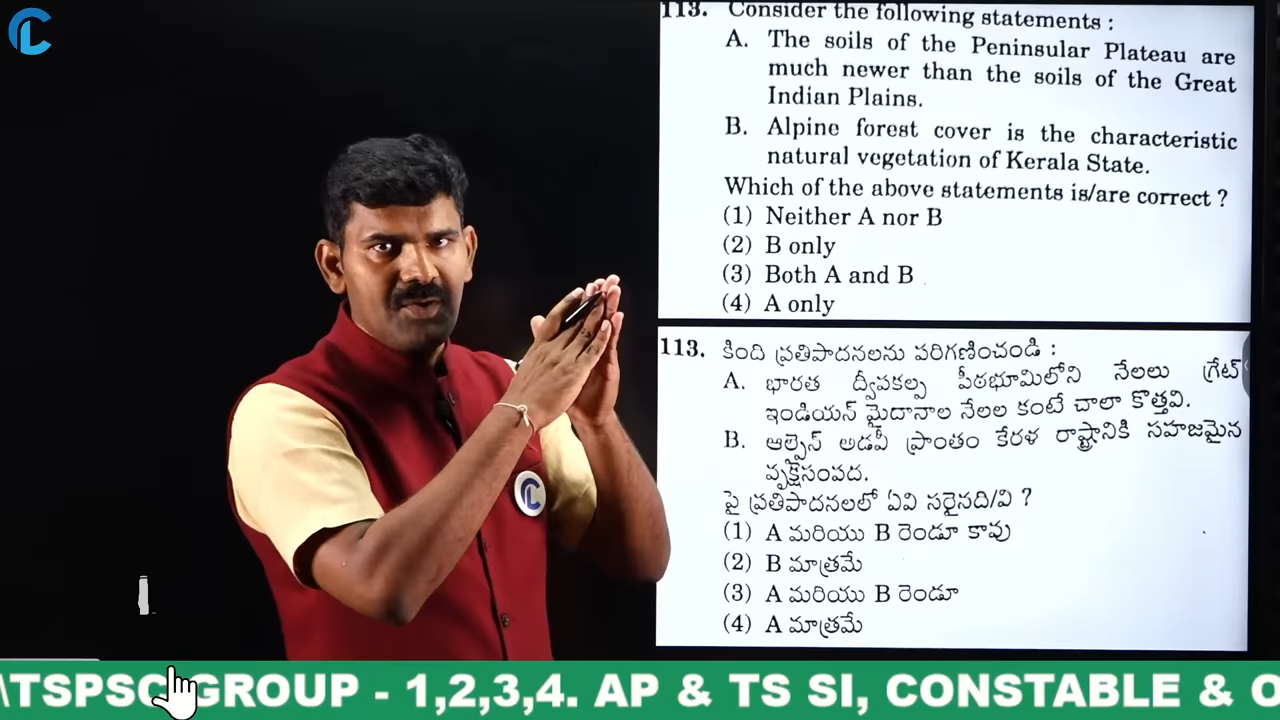 113. Consider the following statements :
A. The soils of the Peninsular Plateau are
much newer than the soils of the Great
Indian Plains.
B. Alpine forest cover is the characteristic
natural vegetation of Kerala State.
Which of the above statements is/are correct ?
(1) Neither A nor B
(2) B only
(3) Both A and B
(4) A only
113. కింది ప్రతిపాదనలను పరిగణించండి :
A. భారత ద్వీపకల్ప పీఠభూమిలోని నేలలు గ్రేట్
ఇండియన్ మైదానాల నేలల కంటే చాలా కొత్తవి.
B. ఆల్పైన్ అడవీ ప్రాంతం కేరళ రాష్ట్రానికి సహజమైన
వృక్షసంపద.
పై ప్రతిపాదనలలో ఏవి సరైనది/వి ?
(1) A మరియు B రెండూ కావు
(2) B మాత్రమే
(3) A మరియు B రెండూ
(4) A మాత్రమే
\TSPSC GROUP - 1,2,3,4. AP & TS SI, CONSTABLE & O